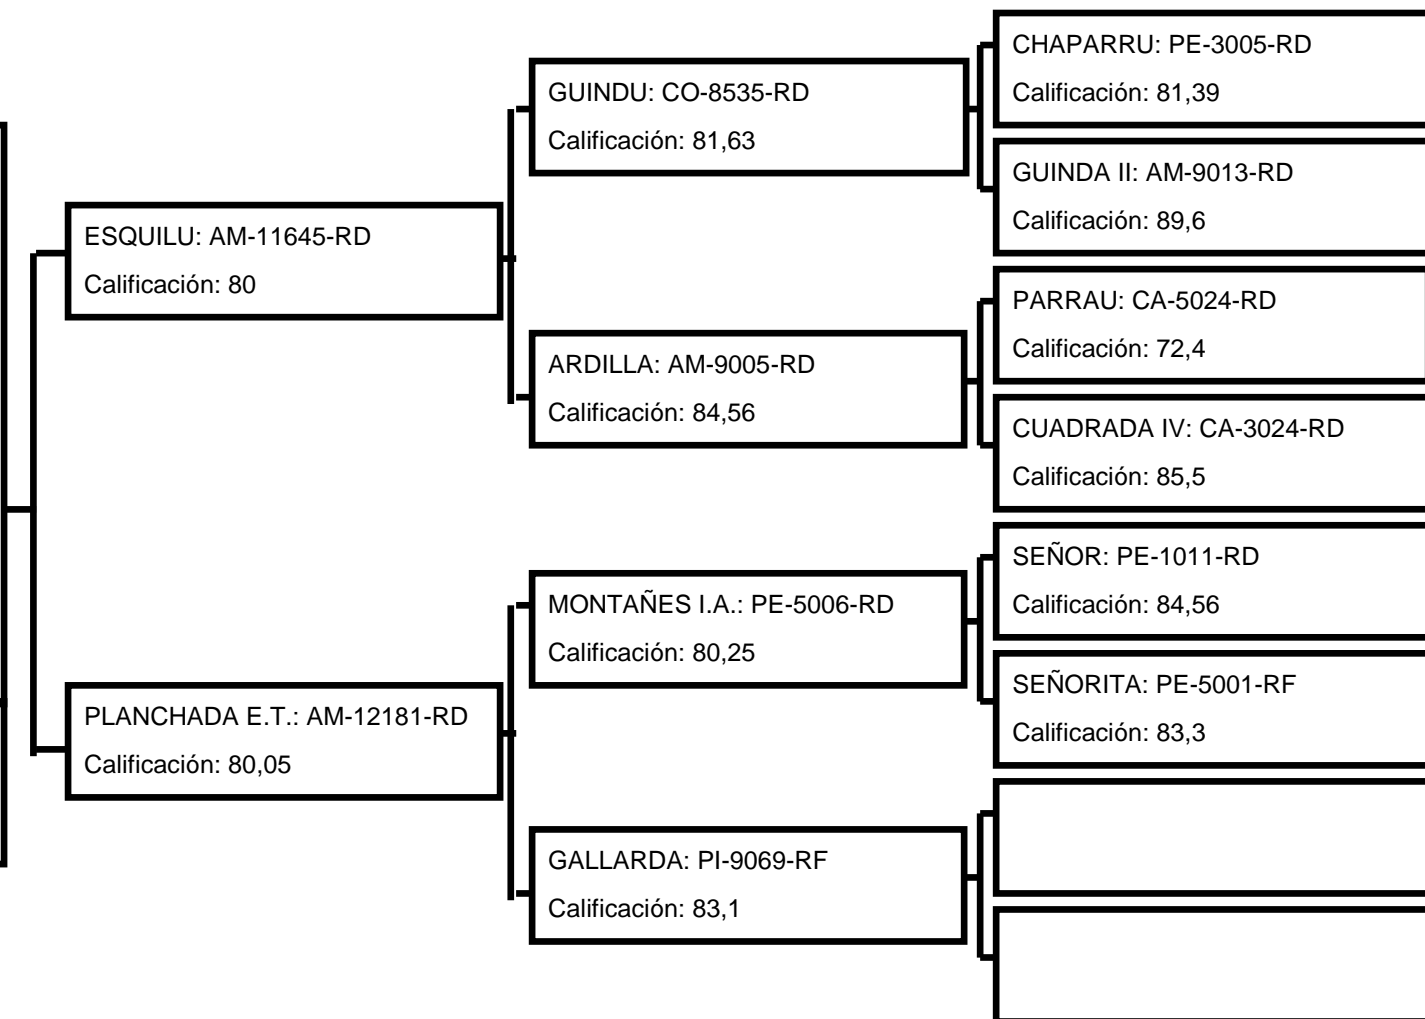 CHAPARRU: PE-3005-RD
Calificación: 81,39
GUINDU: CO-8535-RD
Calificación: 81,63
GUINDA II: AM-9013-RD
Calificación: 89,6
ESQUILU: AM-11645-RD
Calificación: 80
PARRAU: CA-5024-RD
Calificación: 72,4
ARDILLA: AM-9005-RD
Calificación: 84,56
CUADRADA IV: CA-3024-RD
Calificación: 85,5
SEÑOR: PE-1011-RD
Calificación: 84,56
MONTAÑES I.A.: PE-5006-RD
Calificación: 80,25
SEÑORITA: PE-5001-RF
Calificación: 83,3
PLANCHADA E.T.: AM-12181-RD
Calificación: 80,05
GALLARDA: PI-9069-RF
Calificación: 83,1